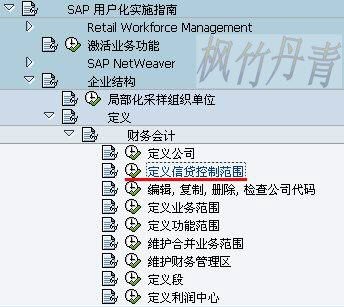 SAP 用户化实施指南
Retail Workforce Management
激活业务功能
SAP NetWeaver
企业结构
局部化采样组织单位
定义
财务会计
定义公司
定义信贷控制范围
编辑, 复制, 删除, 检查公司代码
定义业务范围
定义功能范围
维护合并业务范围
维护财务管理区
定义段
定义利润中心
枫竹丹青